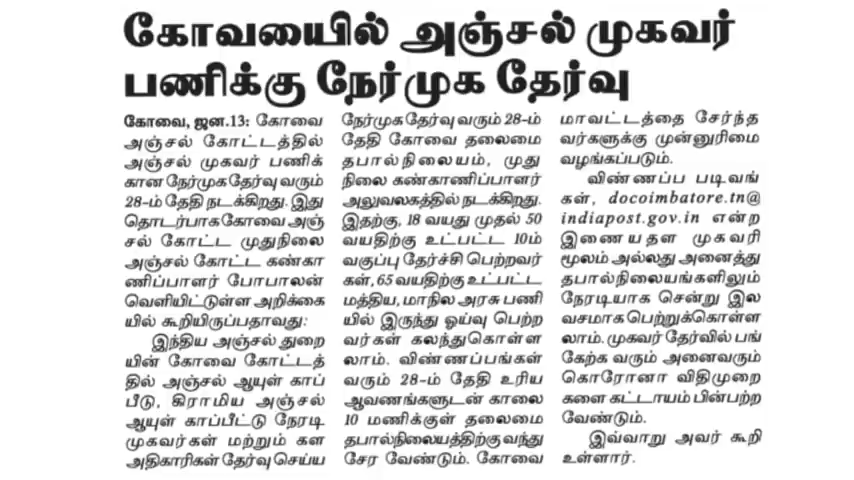 கோவையில் அஞ்சல் முகவர்
பணிக்கு நேர்முக தேர்வு
கோவை, ஜன.13: கோவை
அஞ்சல் கோட்டத்தில்
அஞ்சல் முகவர் பணிக்
கான நேர்முகதேர்வு வரும்
28-ம் தேதி நடக்கிறது. இது
தொடர்பாக கோவை அஞ்
சல் கோட்ட முதுநிலை
அஞ்சல் கோட்ட கண்கா
ணிப்பாளர் போபாலன்
வெளியிட்டுள்ள அறிக்கை
யில் கூறியிருப்பதாவது:
இந்திய அஞ்சல் துறை
யின் கோவை கோட்டத்
தில் அஞ்சல் ஆயுள் காப்
பீடு, கிராமிய அஞ்சல்
ஆயுள் காப்பீட்டு நேரடி
முகவர்கள் மற்றும் கள
அதிகாரிகள் தேர்வு செய்ய
நேர்முக தேர்வு வரும் 28-ம்
தேதி கோவை தலைமை
தபால்நிலையம், முது
நிலை கண்காணிப்பாளர்
அலுவலகத்தில் நடக்கிறது.
இதற்கு, 18 வயது முதல் 50
வயதிற்கு உட்பட்ட 10ம்
வகுப்பு தேர்ச்சி பெற்றவர்
கள், 65 வயதிற்கு உட்பட்ட
மத்திய, மாநில அரசு பணி
யில் இருந்து ஓய்வு பெற்ற
வர்கள் கலந்துகொள்ள
லாம். விண்ணப்பங்கள்
வரும் 28-ம் தேதி உரிய
ஆவணங்களுடன் காலை
10 மணிக்குள் தலைமை
தபால்நிலையத்திற்கு வந்து
சேர வேண்டும். கோவை
மாவட்டத்தை சேர்ந்த
வர்களுக்கு முன்னுரிமை
வழங்கப்படும்.
விண்ணப்ப படிவங்
கள், docoimbatore.tn@
indiapost.gov.in என்ற
இணையதள முகவரி
மூலம் அல்லது அனைத்து
தபால்நிலையங்களிலும்
நேரடியாக சென்று இல
வசமாக பெற்றுக்கொள்ள
லாம். முகவர் தேர்வில் பங்
கேற்க வரும் அனைவரும்
கொரோனா விதிமுறை
களை கட்டாயம் பின்பற்ற
வேண்டும்.
இவ்வாறு அவர் கூறி
உள்ளார்.